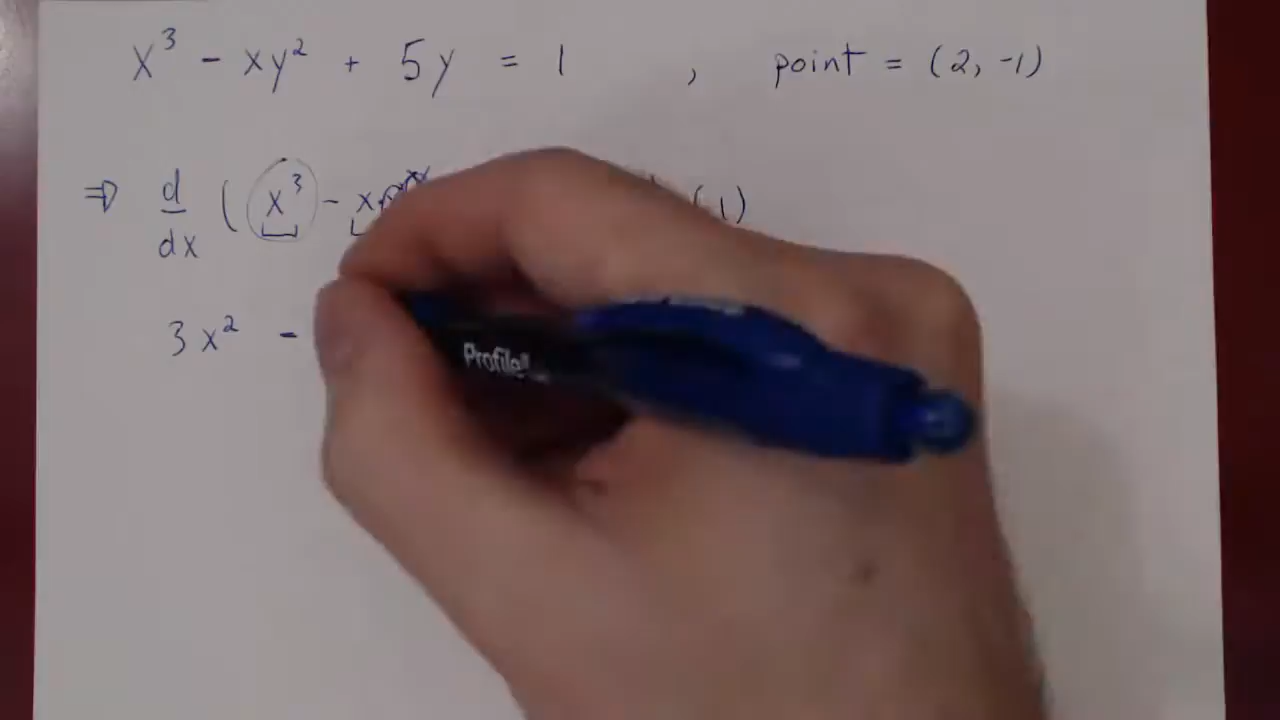 x³ - xy² + 5y = 1 , point = (2, -1)
⇒ d/dx ( x³ - x (1)
3x² -
Profile